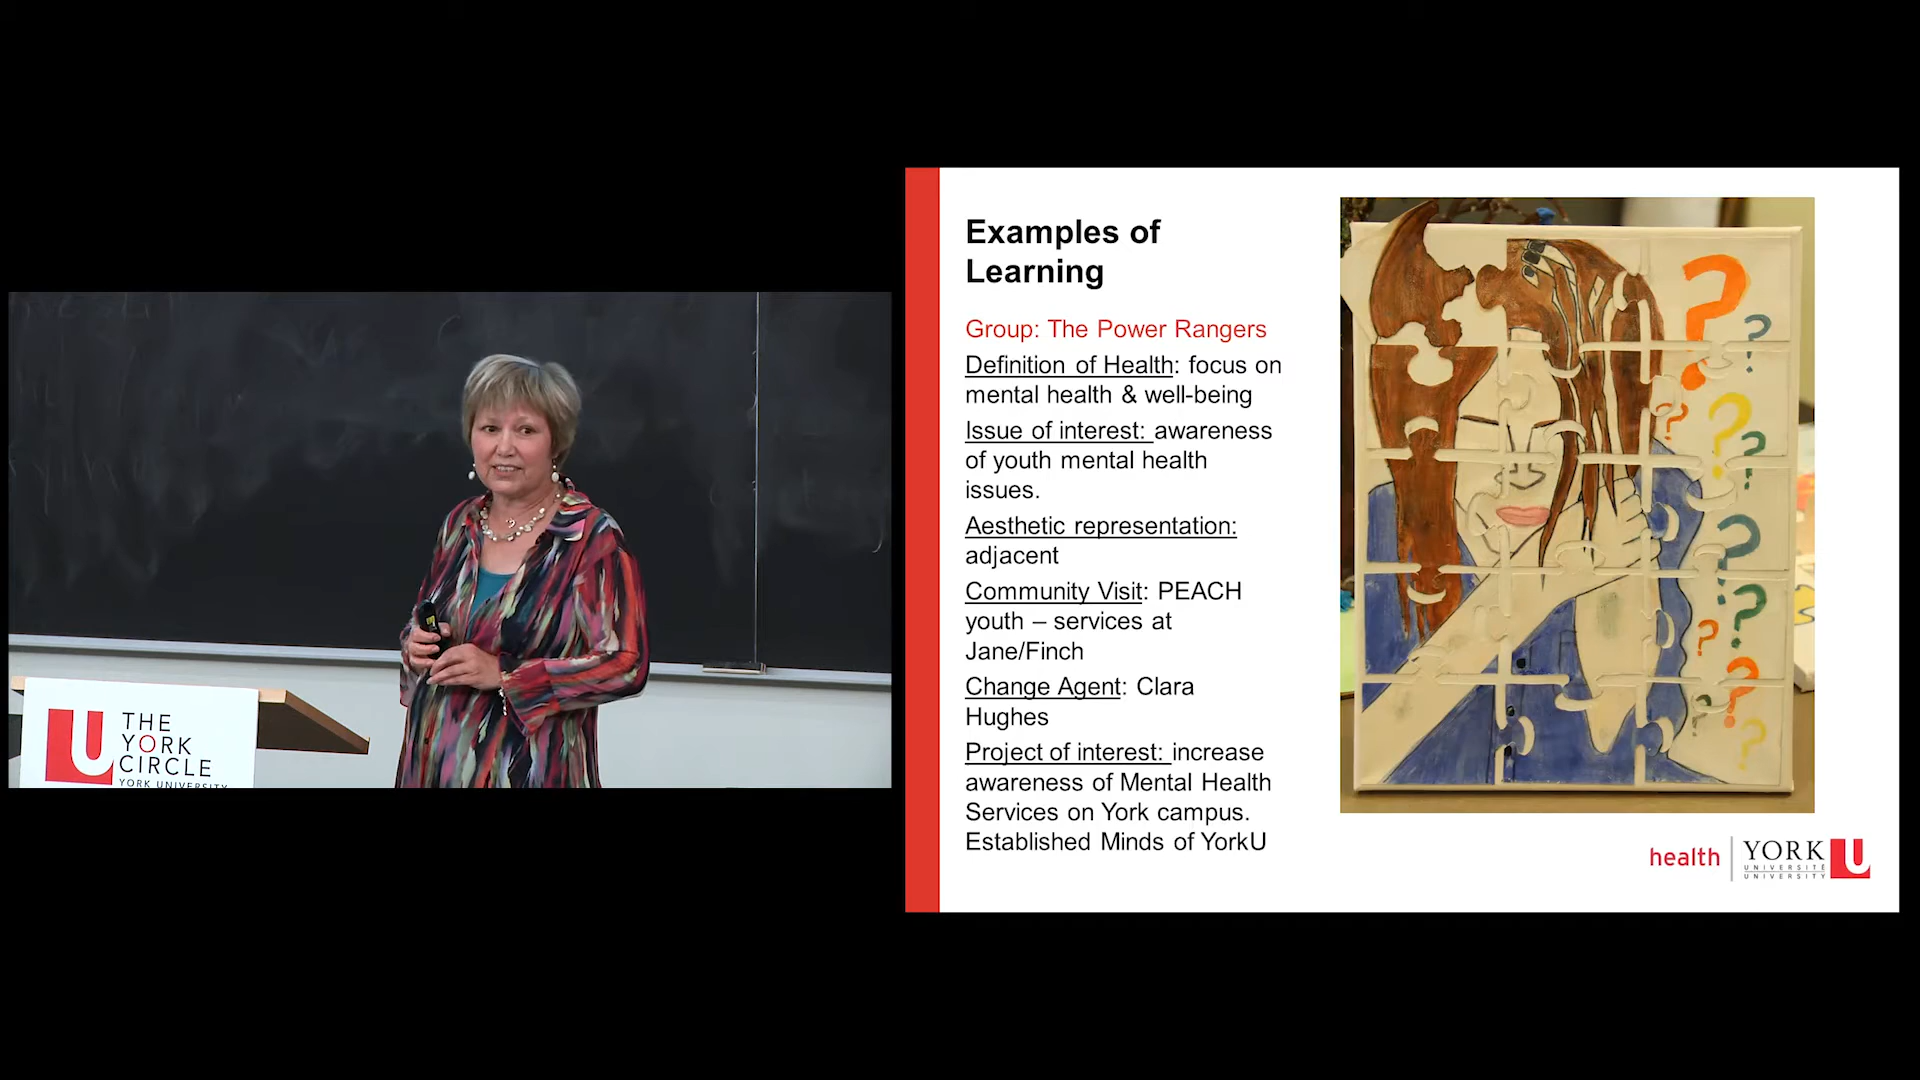 THE
YORK
CIRCLE
YORK UNIVERSITY
Examples of
Learning
Group: The Power Rangers
Definition of Health: focus on
mental health & well-being
Issue of interest: awareness
of youth mental health
issues.
Aesthetic representation:
adjacent
Community Visit: PEACH
youth – services at
Jane/Finch
Change Agent: Clara
Hughes
Project of interest: increase
awareness of Mental Health
Services on York campus.
Established Minds of YorkU
? ? ? ? ? ? ? ? ? ? ? ?
health
YORK U
UNIVERSITÉ
UNIVERSITY